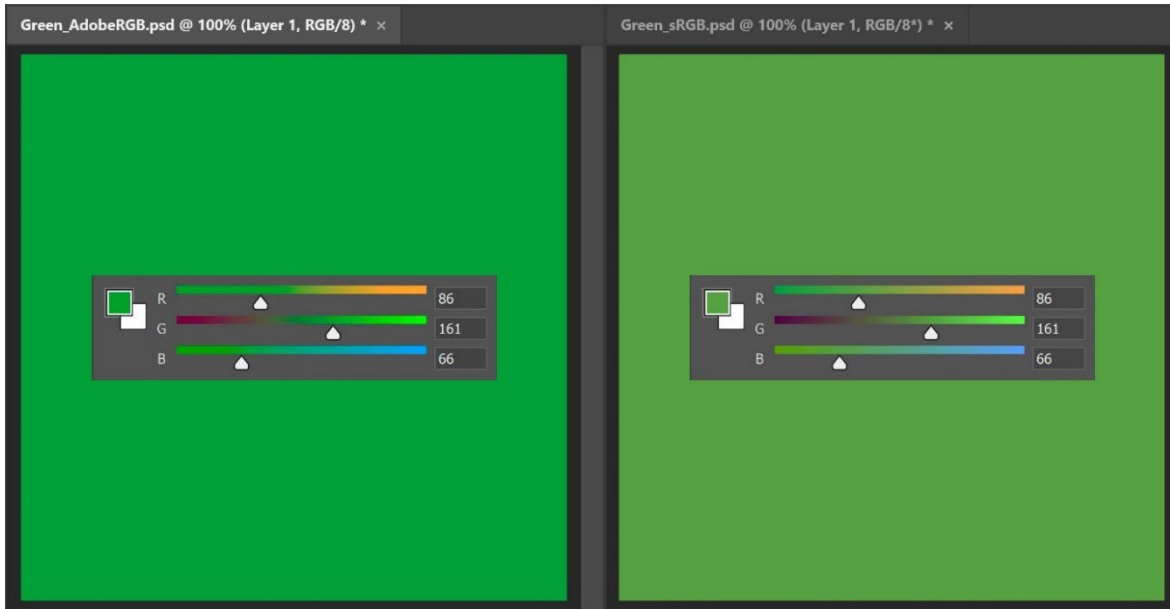 Green_AdobeRGB.psd @ 100% (Layer 1, RGB/8) * ×
Green_sRGB.psd @ 100% (Layer 1, RGB/8*) * ×
R 86
G 161
B 66
R 86
G 161
B 66